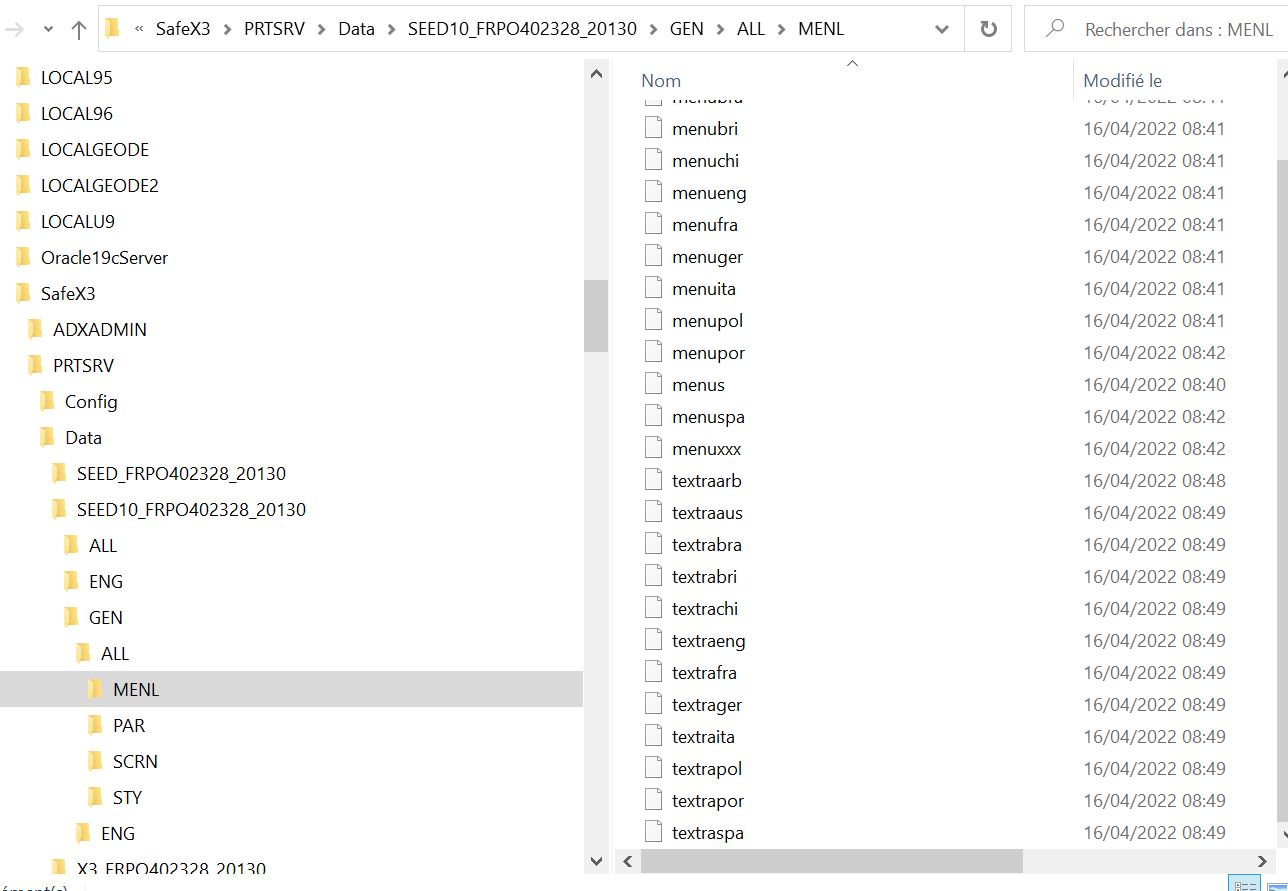 « SafeX3 > PRTSRV > Data > SEED10_FRPO402328_20130 > GEN > ALL > MENL
Rechercher dans : MENL
LOCAL95
LOCAL96
LOCALGEODE
LOCALGEODE2
LOCALU9
Oracle19cServer
SafeX3
ADXADMIN
PRTSRV
Config
Data
SEED_FRPO402328_20130
SEED10_FRPO402328_20130
ALL
ENG
GEN
ALL
MENL
PAR
SCRN
STY
ENG
X3_FRPO402328_20130
Nom Modifié le
menubra 16/04/2022 08:41
menubri 16/04/2022 08:41
menuchi 16/04/2022 08:41
menueng 16/04/2022 08:41
menufra 16/04/2022 08:41
menuger 16/04/2022 08:41
menuita 16/04/2022 08:41
menupol 16/04/2022 08:41
menupor 16/04/2022 08:42
menus 16/04/2022 08:40
menuspa 16/04/2022 08:42
menuxxx 16/04/2022 08:42
textraarb 16/04/2022 08:48
textraaus 16/04/2022 08:49
textrabra 16/04/2022 08:49
textrabri 16/04/2022 08:49
textrachi 16/04/2022 08:49
textraeng 16/04/2022 08:49
textrafra 16/04/2022 08:49
textrager 16/04/2022 08:49
textraita 16/04/2022 08:49
textrapol 16/04/2022 08:49
textrapor 16/04/2022 08:49
textraspa 16/04/2022 08:49